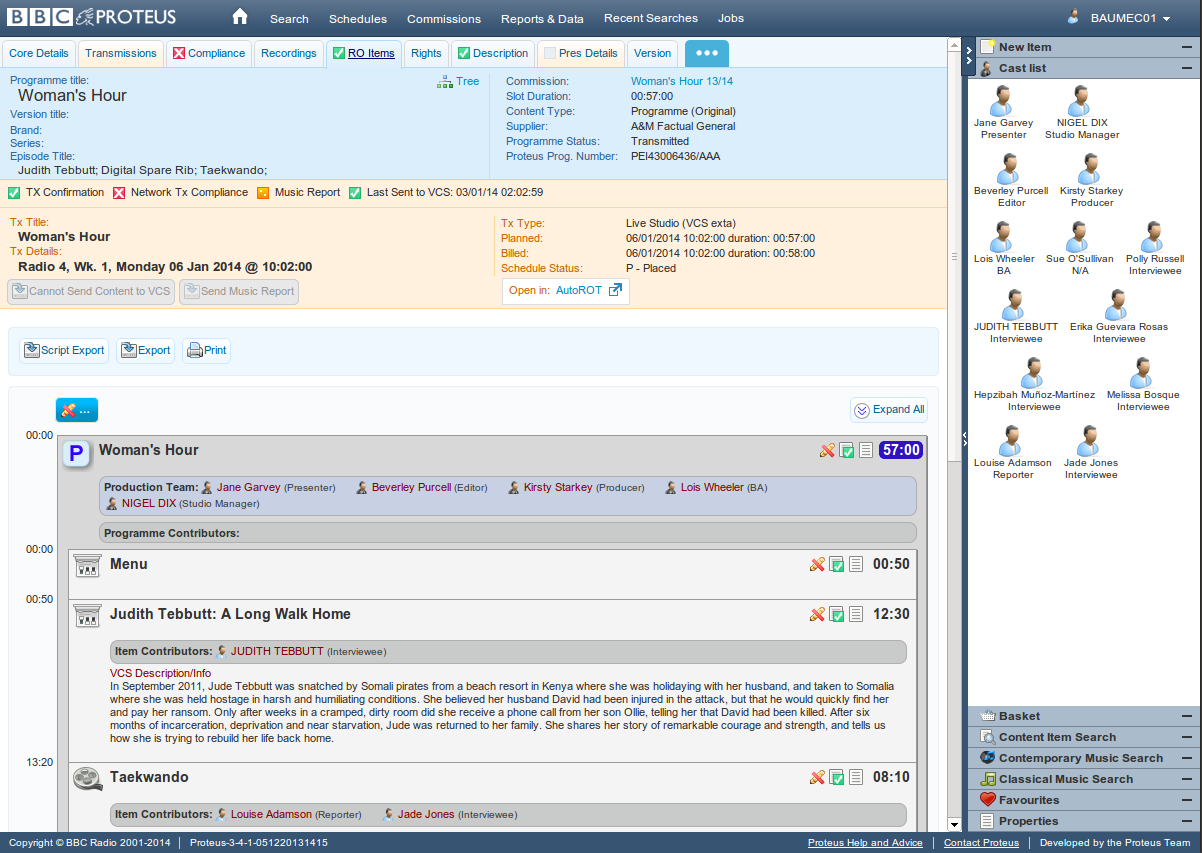 BBC PROTEUS Search Schedules Commissions Reports & Data Recent Searches Jobs BAUMEC01
Core Details Transmissions Compliance Recordings RO Items Rights Description Pres Details Version •••
Programme title:
Woman's Hour
Tree
Version title:
Brand:
Series:
Episode Title:
Judith Tebbutt; Digital Spare Rib; Taekwando;
Commission: Woman's Hour 13/14
Slot Duration: 00:57:00
Content Type: Programme (Original)
Supplier: A&M Factual General
Programme Status: Transmitted
Proteus Prog. Number: PEI43006436/AAA
TX Confirmation Network Tx Compliance Music Report Last Sent to VCS: 03/01/14 02:02:59
Tx Title:
Woman's Hour
Tx Details:
Radio 4, Wk. 1, Monday 06 Jan 2014 @ 10:02:00
Cannot Send Content to VCS Send Music Report
Tx Type: Live Studio (VCS exta)
Planned: 06/01/2014 10:02:00 duration: 00:57:00
Billed: 06/01/2014 10:02:00 duration: 00:58:00
Schedule Status: P - Placed
Open in: AutoROT
Script Export Export Print
... Expand All
00:00
P Woman's Hour 57:00
Production Team: Jane Garvey (Presenter) Beverley Purcell (Editor) Kirsty Starkey (Producer) Lois Wheeler (BA)
NIGEL DIX (Studio Manager)
Programme Contributors:
00:00
Menu 00:50
00:50
Judith Tebbutt: A Long Walk Home 12:30
Item Contributors: JUDITH TEBBUTT (Interviewee)
VCS Description/Info
In September 2011, Jude Tebbutt was snatched by Somali pirates from a beach resort in Kenya where she was holidaying with her husband, and taken to Somalia
where she was held hostage in harsh and humiliating conditions. She believed her husband David had been injured in the attack, but that he would quickly find her
and pay her ransom. Only after weeks in a cramped, dirty room did she receive a phone call from her son Ollie, telling her that David had been killed. After six
months of incarceration, deprivation and near starvation, Jude was returned to her family. She shares her story of remarkable courage and strength, and tells us
how she is trying to rebuild her life back home.
13:20
Taekwando 08:10
Item Contributors: Louise Adamson (Reporter) Jade Jones (Interviewee)
New Item
Cast list
Jane Garvey NIGEL DIX
Presenter Studio Manager
Beverley Purcell Kirsty Starkey
Editor Producer
Lois Wheeler Sue O'Sullivan Polly Russell
BA N/A Interviewee
JUDITH TEBBUTT Erika Guevara Rosas
Interviewee Interviewee
Hepzibah Muñoz-Martínez Melissa Bosque
Interviewee Interviewee
Louise Adamson Jade Jones
Reporter Interviewee
Basket
Content Item Search
Contemporary Music Search
Classical Music Search
Favourites
Properties
Copyright © BBC Radio 2001-2014 | Proteus-3-4-1-051220131415 Proteus Help and Advice | Contact Proteus | Developed by the Proteus Team